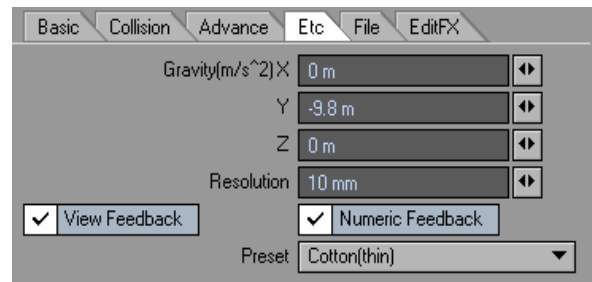 Basic Collision Advance Etc File EditFX
Gravity(m/s^2)X 0 m
Y -9.8 m
Z 0 m
Resolution 10 mm
View Feedback Numeric Feedback
Preset Cotton(thin)